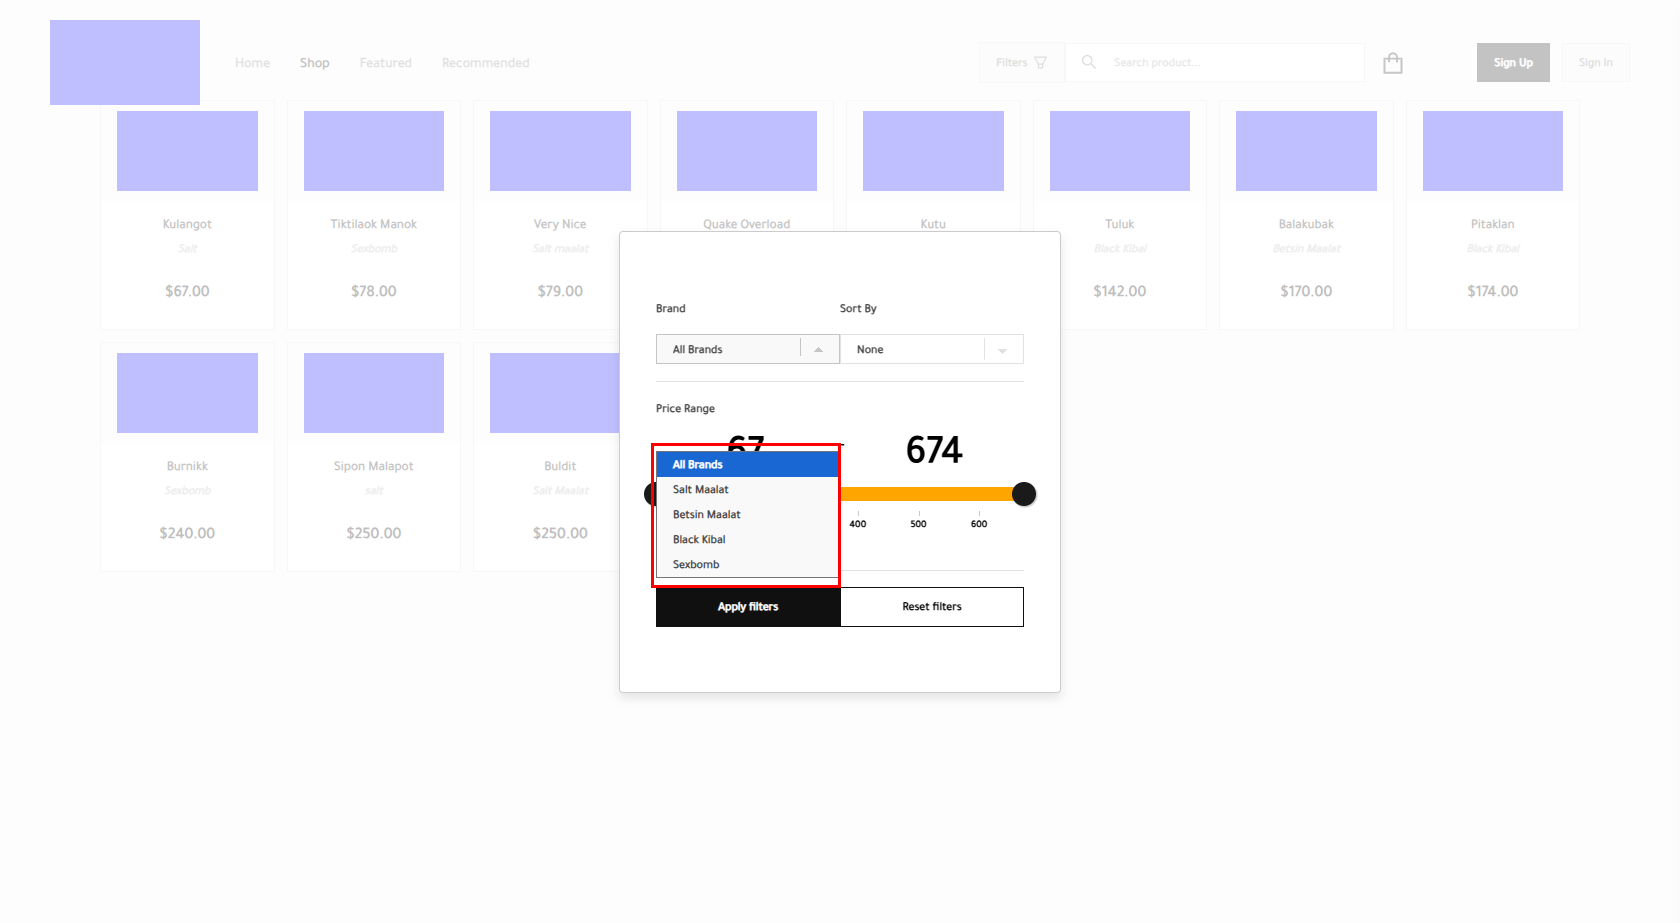 Home
Shop
Featured
Recommended
Filters
Search product...
Sign Up
Sign In
Kulangot
Salt
$67.00
Tiktilaok Manok
Sexbomb
$78.00
Very Nice
Salt maalat
$79.00
Quake Overload
Kutu
Tuluk
Black Kibal
$142.00
Balakubak
Betsin Maalat
$170.00
Pitaklan
Black Kibal
$174.00
Burnikk
Sexbomb
$240.00
Sipon Malapot
salt
$250.00
Buldit
Salt Maalat
$250.00
Brand
Sort By
All Brands
None
Price Range
67
-
674
All Brands
Salt Maalat
Betsin Maalat
Black Kibal
Sexbomb
400
500
600
Apply filters
Reset filters